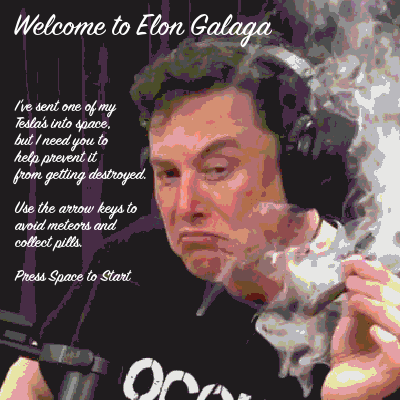 Welcome to Elon Galaga
I've sent one of my
Tesla's into space,
but I need you to
help prevent it
from getting destroyed.
Use the arrow keys to
avoid meteors and
collect pills.
Press Space to Start